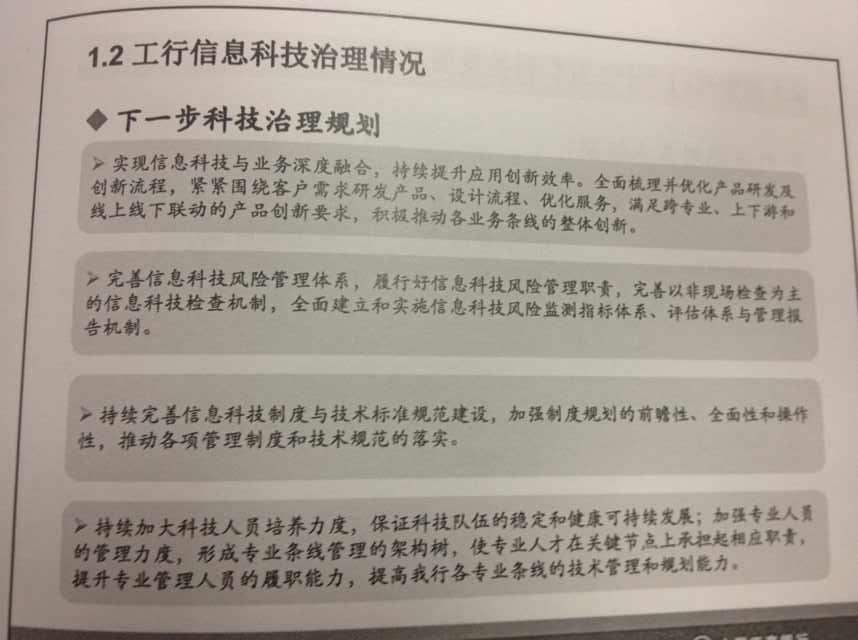 1.2 工行信息科技治理情况
◆下一步科技治理规划
➢ 实现信息科技与业务深度融合，持续提升应用创新效率。全面梳理并优化产品研发及
创新流程，紧紧围绕客户需求研发产品、设计流程、优化服务，满足跨专业、上下游和
线上线下联动的产品创新要求，积极推动各业务条线的整体创新。
➢ 完善信息科技风险管理体系，履行好信息科技风险管理职责，完善以非现场检查为主
的信息科技检查机制，全面建立和实施信息科技风险监测指标体系、评估体系与管理报
告机制。
➢ 持续完善信息科技制度与技术标准规范建设，加强制度规划的前瞻性、全面性和操作
性，推动各项管理制度和技术规范的落实。
➢ 持续加大科技人员培养力度，保证科技队伍的稳定和健康可持续发展；加强专业人员
的管理力度，形成专业条线管理的架构树，使专业人才在关键节点上承担起相应职责，
提升专业管理人员的履职能力，提高我行各专业条线的技术管理和规划能力。